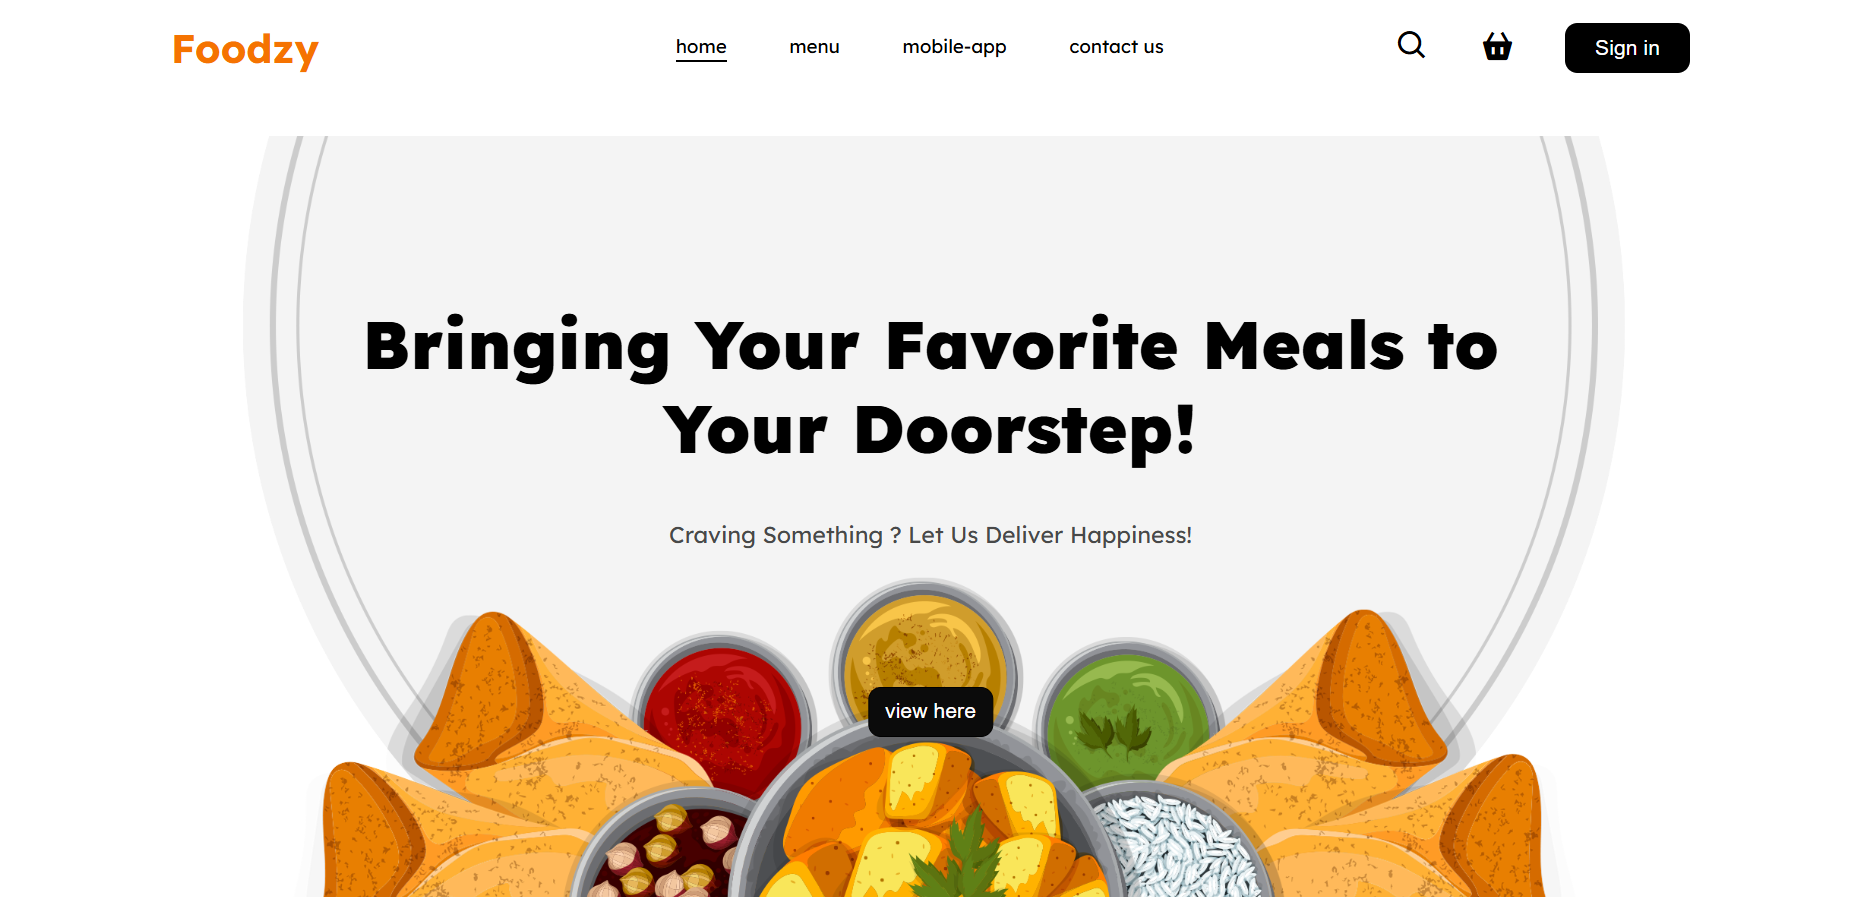 Foodzy
home
menu
mobile-app
contact us
Sign in
Bringing Your Favorite Meals to
Your Doorstep!
Craving Something ? Let Us Deliver Happiness!
view here